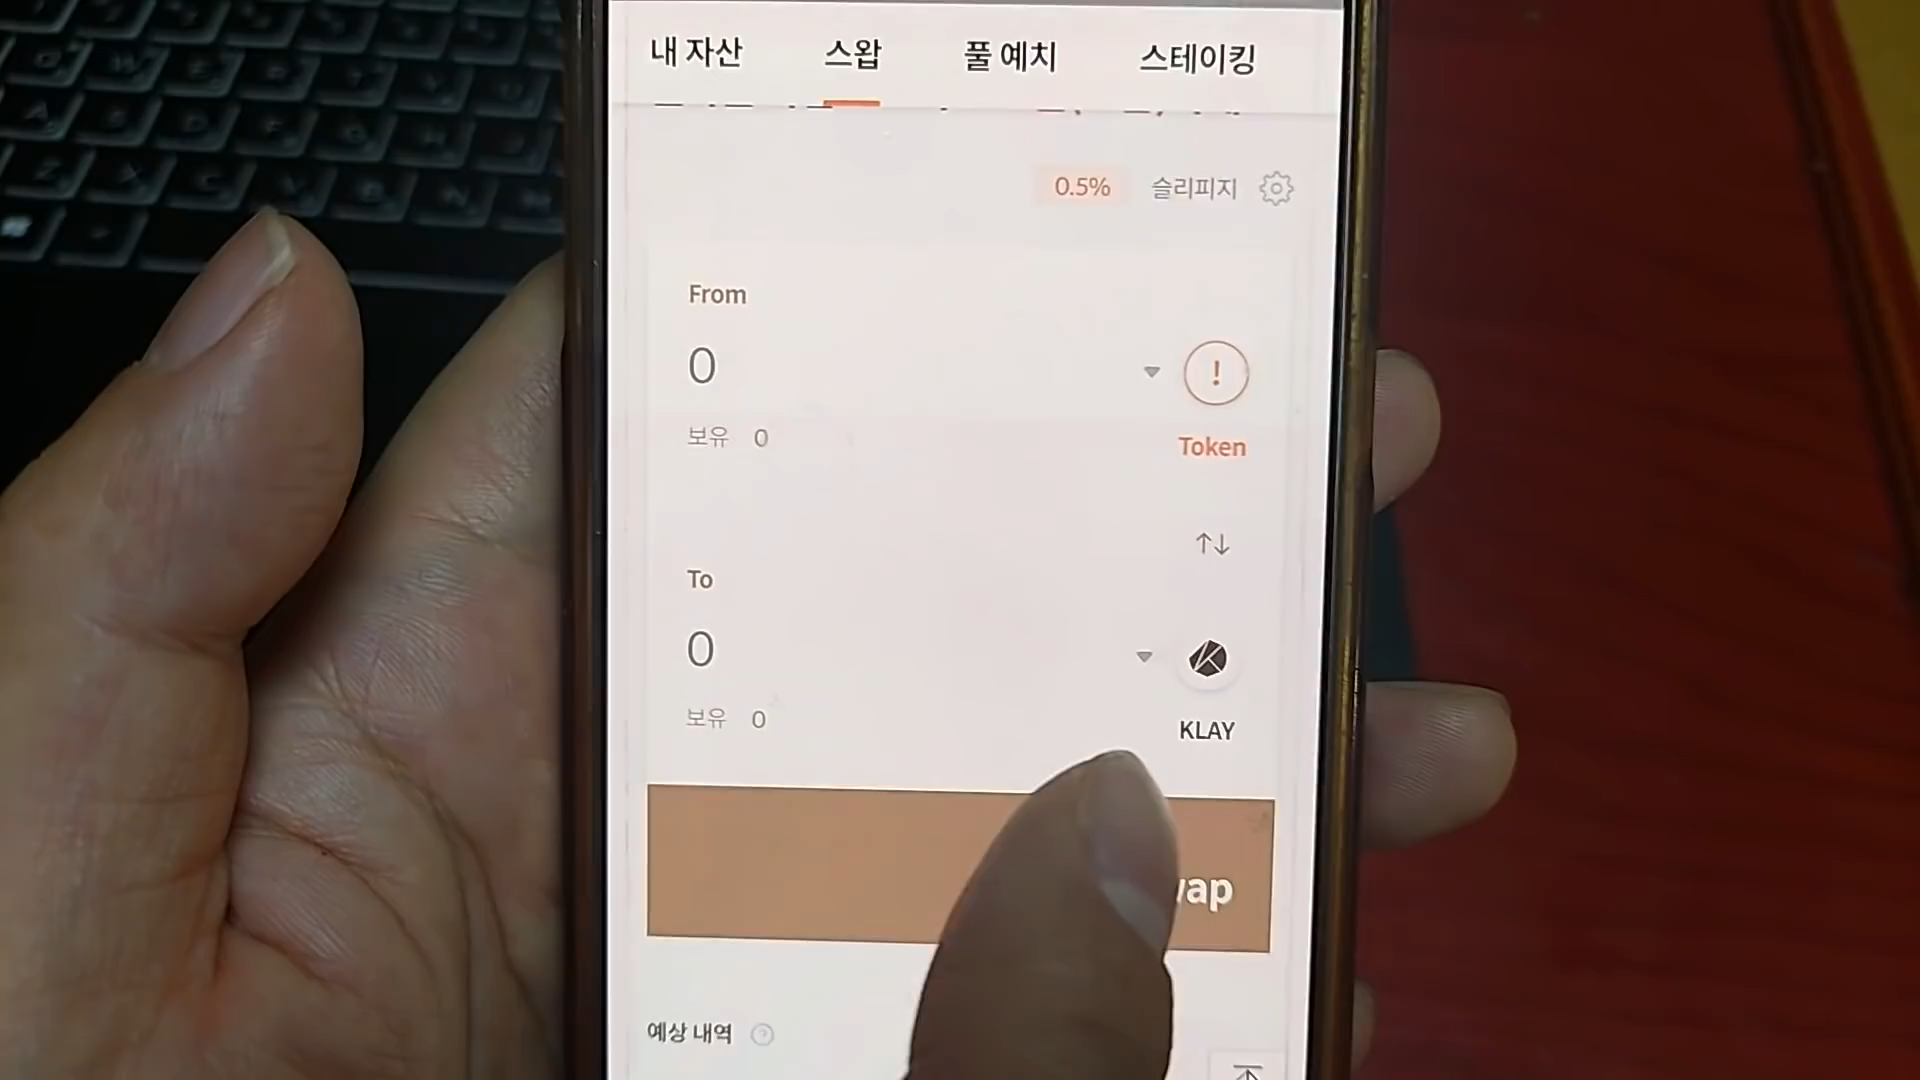 내 자산 스왑 풀 예치 스테이킹
0.5% 슬리피지
From
0
!
보유 0
Token
To
0
보유 0
KLAY
예상 내역 ?